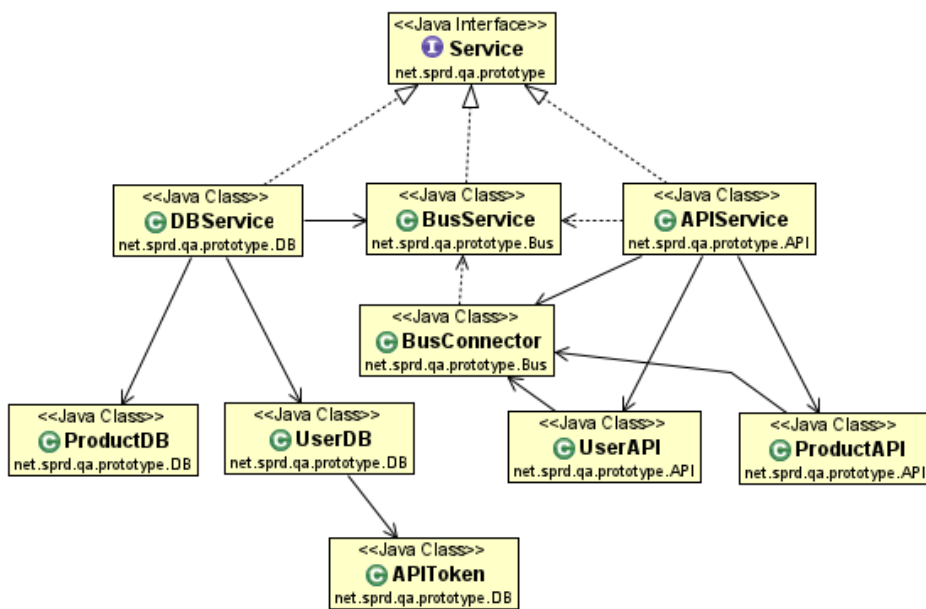 <<Java Interface>>
I Service
net.sprd.qa.prototype
<<Java Class>>
C DBService
net.sprd.qa.prototype.DB
<<Java Class>>
C BusService
net.sprd.qa.prototype.Bus
<<Java Class>>
C APIService
net.sprd.qa.prototype.API
<<Java Class>>
C BusConnector
net.sprd.qa.prototype.Bus
<<Java Class>>
C ProductDB
net.sprd.qa.prototype.DB
<<Java Class>>
C UserDB
net.sprd.qa.prototype.DB
<<Java Class>>
C UserAPI
net.sprd.qa.prototype.API
<<Java Class>>
C ProductAPI
net.sprd.qa.prototype.API
<<Java Class>>
C APIToken
net.sprd.qa.prototype.DB